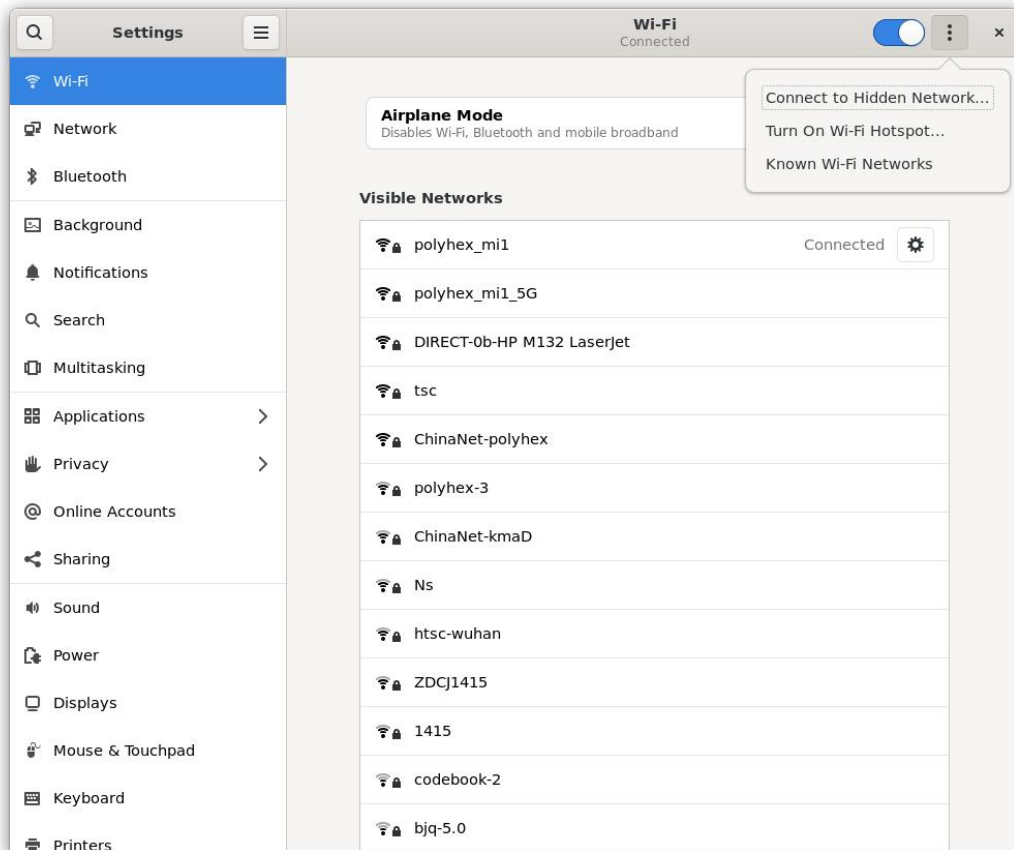 Settings
Wi-Fi
Connected
Wi-Fi
Network
Bluetooth
Background
Notifications
Search
Multitasking
Applications
Privacy
Online Accounts
Sharing
Sound
Power
Displays
Mouse & Touchpad
Keyboard
Printers
Connect to Hidden Network...
Turn On Wi-Fi Hotspot...
Known Wi-Fi Networks
Airplane Mode
Disables Wi-Fi, Bluetooth and mobile broadband
Visible Networks
polyhex_mi1 Connected
polyhex_mi1_5G
DIRECT-0b-HP M132 LaserJet
tsc
ChinaNet-polyhex
polyhex-3
ChinaNet-kmaD
Ns
htsc-wuhan
ZDCJ1415
1415
codebook-2
bjq-5.0